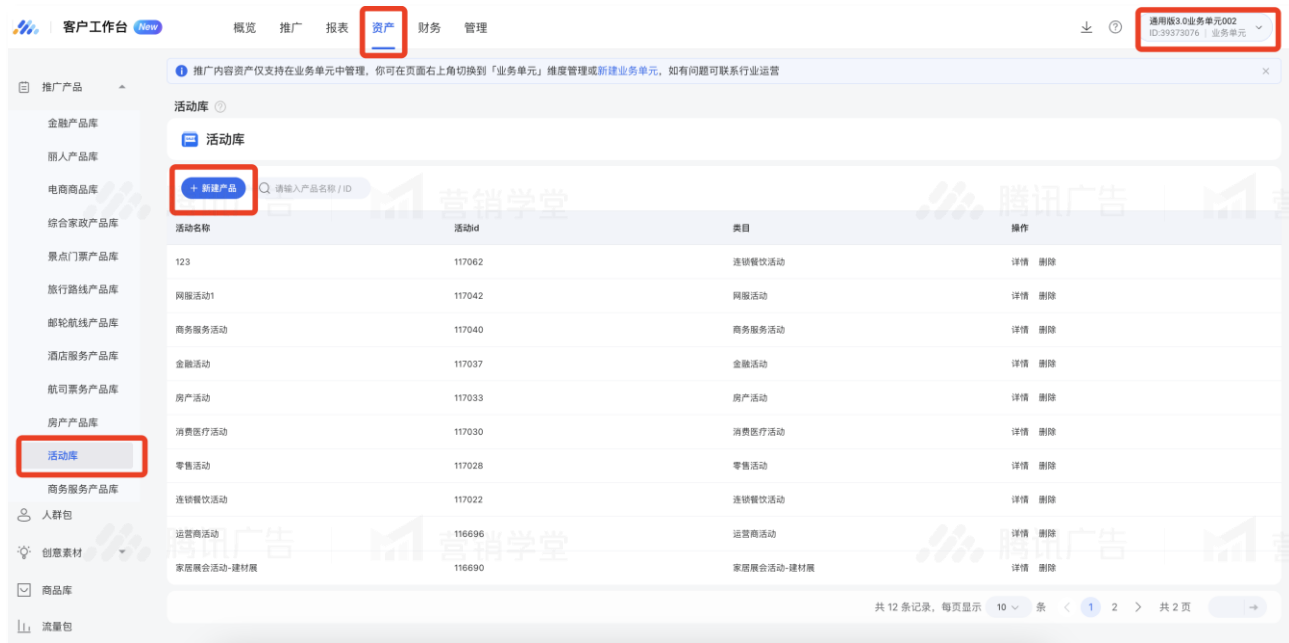 客户工作台 New 概览 推广 报表 资产 财务 管理 通用版3.0业务单元002
ID:39373076 | 业务单元
推广内容资产仅支持在业务单元中管理，你可在页面右上角切换到「业务单元」维度管理或新建业务单元，如有问题可联系行业运营
推广产品
金融产品库
丽人产品库
电商商品库
综合家政产品库
景点门票产品库
旅行路线产品库
邮轮航线产品库
酒店服务产品库
航司票务产品库
房产产品库
活动库
商务服务产品库
人群包
创意素材
商品库
流量包
活动库
活动库
+ 新建产品 请输入产品名称 / ID
活动名称 活动id 类目 操作
123 117062 连锁餐饮活动 详情 删除
网服活动1 117042 网服活动 详情 删除
商务服务活动 117040 商务服务活动 详情 删除
金融活动 117037 金融活动 详情 删除
房产活动 117033 房产活动 详情 删除
消费医疗活动 117030 消费医疗活动 详情 删除
零售活动 117028 零售活动 详情 删除
连锁餐饮活动 117022 连锁餐饮活动 详情 删除
运营商活动 116696 运营商活动 详情 删除
家居展会活动-建材展 116690 家居展会活动-建材展 详情 删除
共 12 条记录，每页显示 10 条 1 2 共 2 页
腾讯广告 营销学堂 腾讯广告
腾讯广告 营销学堂 腾讯广告